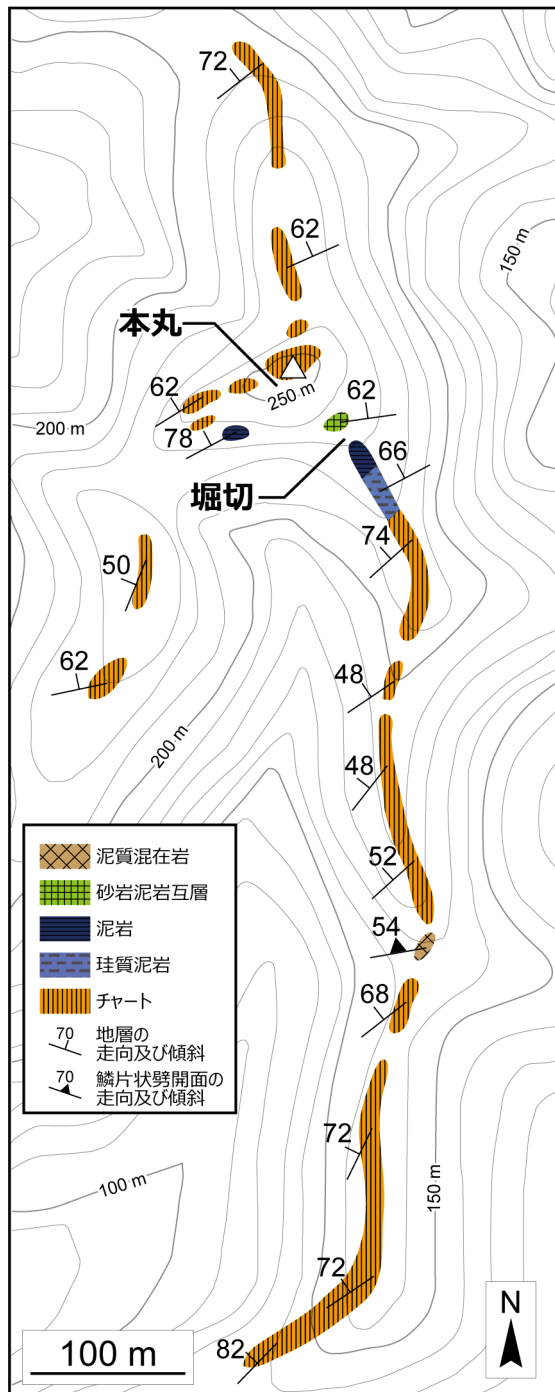 72
62
150 m
本丸
62
250 m
62
200 m
78
66
堀切
74
50
62
48
200 m
48
52
54
泥質混在岩
砂岩泥岩互層
泥岩
珪質泥岩
チャート
70 地層の
走向及び傾斜
70 鱗片状劈開面の
走向及び傾斜
68
72
100 m
150 m
72
82
100 m
N